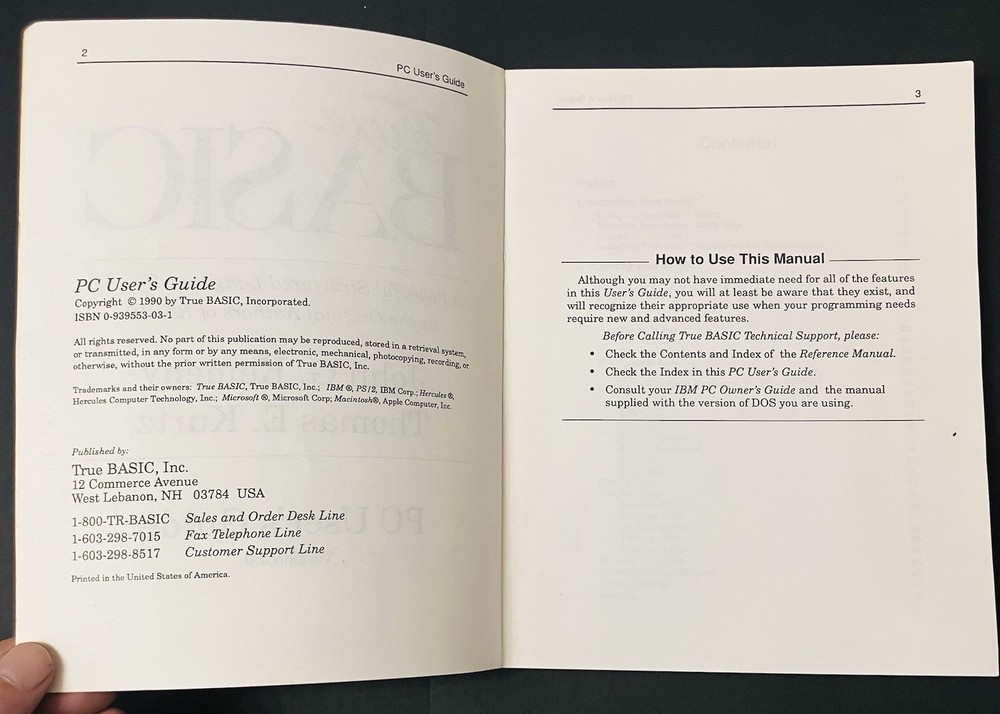 2
PC User's Guide
PC User's Guide
Copyright © 1990 by True BASIC, Incorporated.
ISBN 0-939553-03-1
All rights reserved. No part of this publication may be reproduced, stored in a retrieval system,
or transmitted, in any form or by any means, electronic, mechanical, photocopying, recording, or
otherwise, without the prior written permission of True BASIC, Inc.
Trademarks and their owners: True BASIC, True BASIC, Inc.; IBM ®, PS/2, IBM Corp.; Hercules ®,
Hercules Computer Technology, Inc.; Microsoft ®, Microsoft Corp; Macintosh®, Apple Computer, Inc.
Published by:
True BASIC, Inc.
12 Commerce Avenue
West Lebanon, NH 03784 USA
1-800-TR-BASIC Sales and Order Desk Line
1-603-298-7015 Fax Telephone Line
1-603-298-8517 Customer Support Line
Printed in the United States of America.
3
How to Use This Manual
Although you may not have immediate need for all of the features
in this User's Guide, you will at least be aware that they exist, and
will recognize their appropriate use when your programming needs
require new and advanced features.
Before Calling True BASIC Technical Support, please:
• Check the Contents and Index of the Reference Manual.
• Check the Index in this PC User's Guide.
• Consult your IBM PC Owner's Guide and the manual
supplied with the version of DOS you are using.